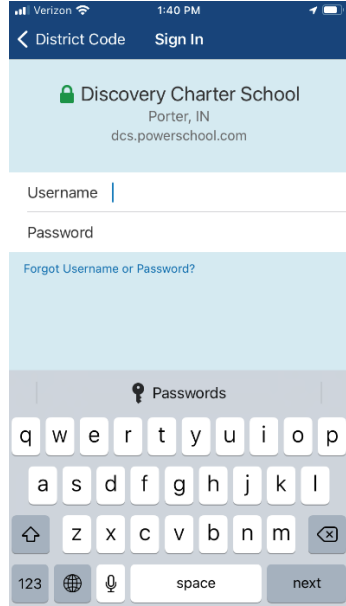 Verizon 1:40 PM
District Code Sign In
Discovery Charter School
Porter, IN
dcs.powerschool.com
Username
Password
Forgot Username or Password?
Passwords
q w e r t y u i o p
a s d f g h j k l
z x c v b n m
123 space next